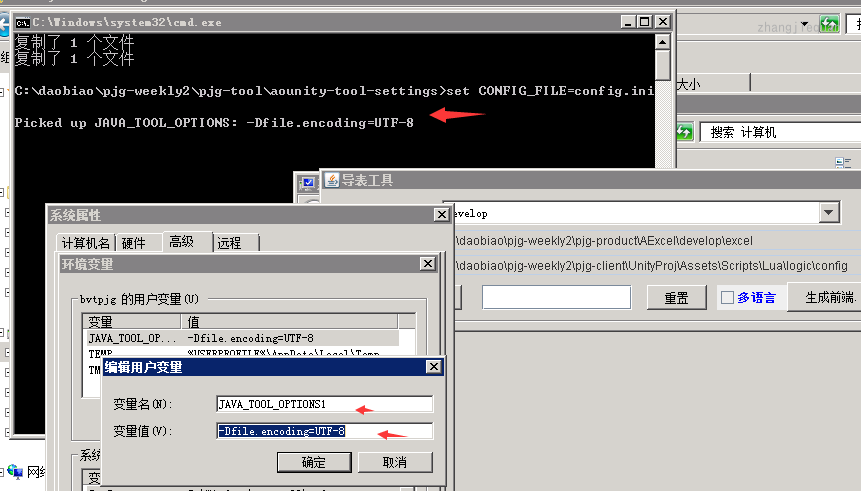 C:\Windows\system32\cmd.exe
复制了 1 个文件
复制了 1 个文件
C:\daobiao\pjg-weekly2\pjg-tool\aounity-tool-settings>set CONFIG_FILE=config.ini
Picked up JAVA_TOOL_OPTIONS: -Dfile.encoding=UTF-8
大小
搜索 计算机
导表工具
evelop
\daobiao\pjg-weekly2\pjg-product\AExcel\develop\excel
\daobiao\pjg-weekly2\pjg-client\UnityProj\Assets\Scripts\Lua\logic\config
重置
多语言
生成前端.
系统属性
计算机名 硬件 高级 远程
环境变量
bvtpjg 的用户变量(U)
变量 值
JAVA_TOOL_OP... -Dfile.encoding=UTF-8
TEMP %USERPROFILE%\AppData\Local\Temp
TM
编辑用户变量
变量名(N): JAVA_TOOL_OPTIONS1
变量值(V): -Dfile.encoding=UTF-8
确定 取消
系统
变
组
网络